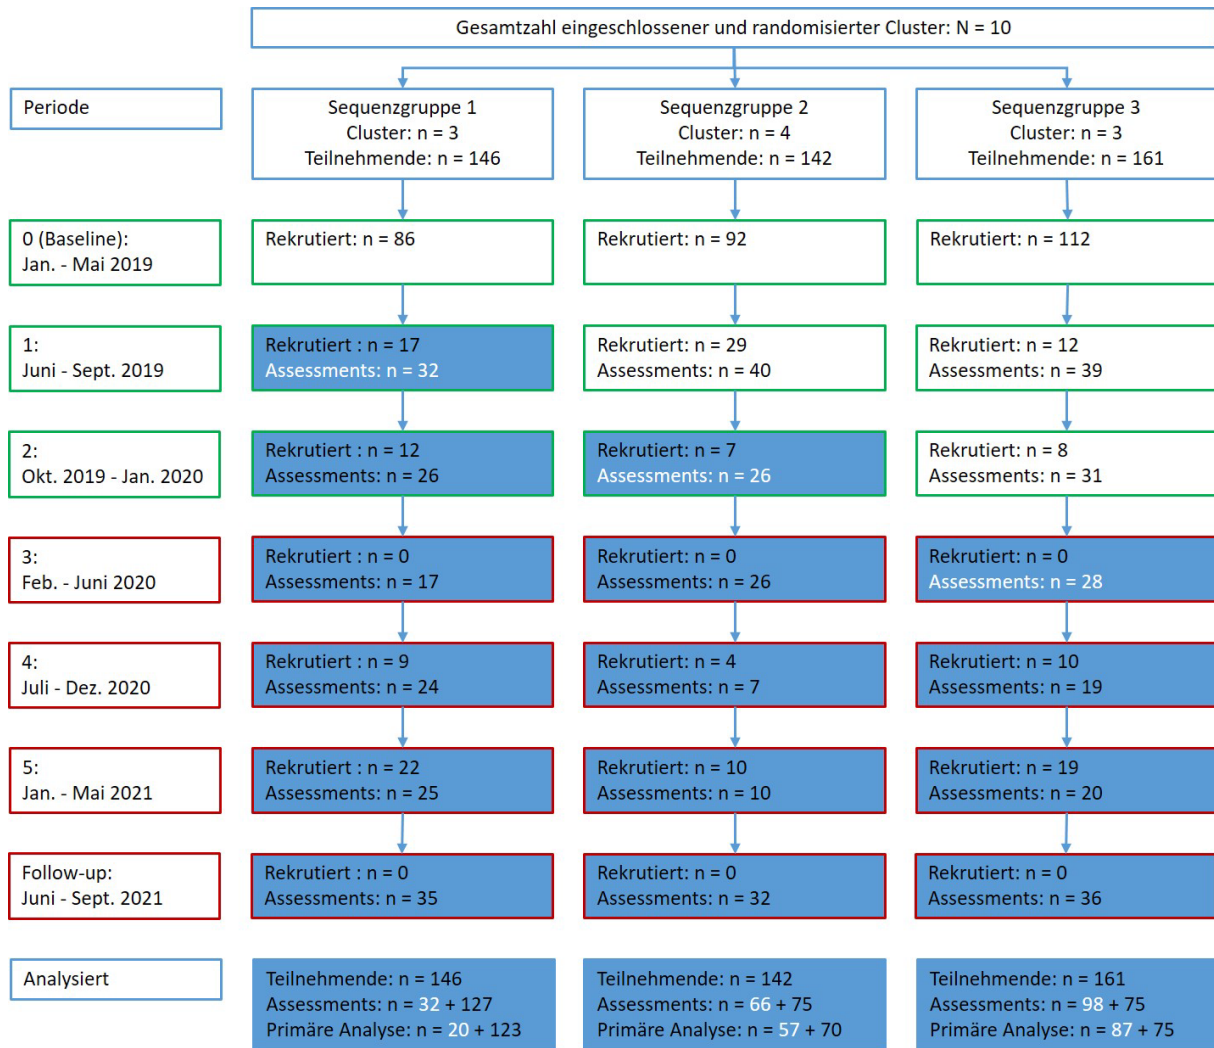 Gesamtzahl eingeschlossener und randomisierter Cluster: N = 10
Periode
Sequenzgruppe 1
Cluster: n = 3
Teilnehmende: n = 146
Sequenzgruppe 2
Cluster: n = 4
Teilnehmende: n = 142
Sequenzgruppe 3
Cluster: n = 3
Teilnehmende: n = 161
0 (Baseline):
Jan. - Mai 2019
Rekrutiert: n = 86
Rekrutiert: n = 92
Rekrutiert: n = 112
1:
Juni - Sept. 2019
Rekrutiert : n = 17
Assessments: n = 32
Rekrutiert: n = 29
Assessments: n = 40
Rekrutiert: n = 12
Assessments: n = 39
2:
Okt. 2019 - Jan. 2020
Rekrutiert: n = 12
Assessments: n = 26
Rekrutiert: n = 7
Assessments: n = 26
Rekrutiert: n = 8
Assessments: n = 31
3:
Feb. - Juni 2020
Rekrutiert : n = 0
Assessments: n = 17
Rekrutiert: n = 0
Assessments: n = 26
Rekrutiert: n = 0
Assessments: n = 28
4:
Juli - Dez. 2020
Rekrutiert : n = 9
Assessments: n = 24
Rekrutiert: n = 4
Assessments: n = 7
Rekrutiert: n = 10
Assessments: n = 19
5:
Jan. - Mai 2021
Rekrutiert : n = 22
Assessments: n = 25
Rekrutiert: n = 10
Assessments: n = 10
Rekrutiert: n = 19
Assessments: n = 20
Follow-up:
Juni - Sept. 2021
Rekrutiert : n = 0
Assessments: n = 35
Rekrutiert: n = 0
Assessments: n = 32
Rekrutiert: n = 0
Assessments: n = 36
Analysiert
Teilnehmende: n = 146
Assessments: n = 32 + 127
Primäre Analyse: n = 20 + 123
Teilnehmende: n = 142
Assessments: n = 66 + 75
Primäre Analyse: n = 57 + 70
Teilnehmende: n = 161
Assessments: n = 98 + 75
Primäre Analyse: n = 87 + 75